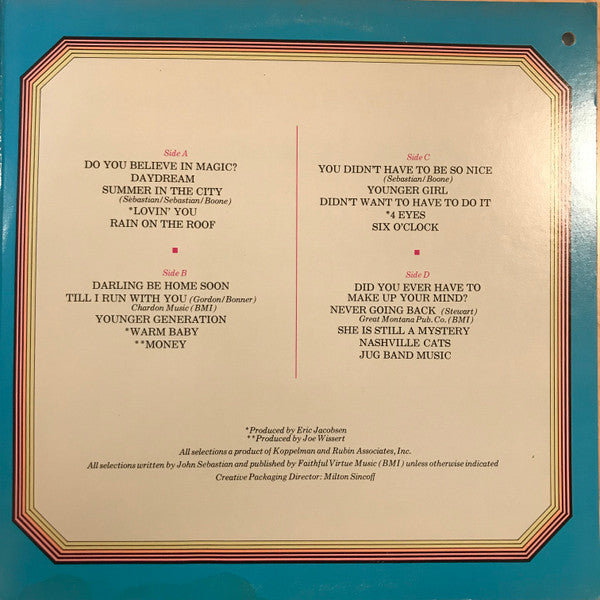 Side A
DO YOU BELIEVE IN MAGIC?
DAYDREAM
SUMMER IN THE CITY
(Sebastian/Sebastian/Boone)
*LOVIN' YOU
RAIN ON THE ROOF
Side B
DARLING BE HOME SOON
TILL I RUN WITH YOU (Gordon/Bonner)
Chardon Music (BMI)
YOUNGER GENERATION
*WARM BABY
**MONEY
Side C
YOU DIDN'T HAVE TO BE SO NICE
(Sebastian/Boone)
YOUNGER GIRL
DIDN'T WANT TO HAVE TO DO IT
*4 EYES
SIX O'CLOCK
Side D
DID YOU EVER HAVE TO
MAKE UP YOUR MIND?
NEVER GOING BACK (Stewart)
Great Montana Pub. Co. (BMI)
SHE IS STILL A MYSTERY
NASHVILLE CATS
JUG BAND MUSIC
*Produced by Eric Jacobsen
**Produced by Joe Wissert
All selections a product of Koppelman and Rubin Associates, Inc.
All selections written by John Sebastian and published by Faithful Virtue Music (BMI) unless otherwise indicated
Creative Packaging Director: Milton Sincoff